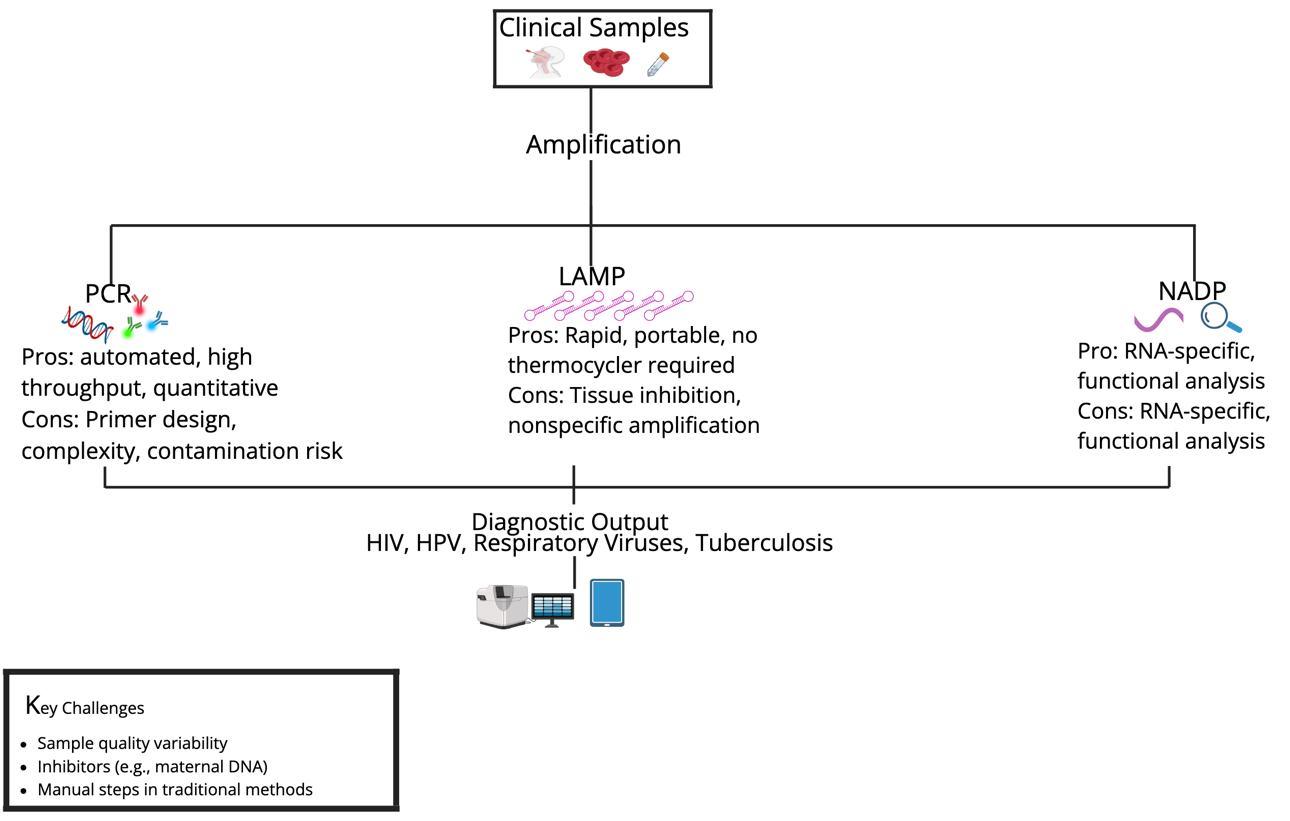 Clinical Samples
Amplification
PCR
Pros: automated, high
throughput, quantitative
Cons: Primer design,
complexity, contamination risk
LAMP
Pros: Rapid, portable, no
thermocycler required
Cons: Tissue inhibition,
nonspecific amplification
NADP
Pro: RNA-specific,
functional analysis
Cons: RNA-specific,
functional analysis
Diagnostic Output
HIV, HPV, Respiratory Viruses, Tuberculosis
Key Challenges
• Sample quality variability
• Inhibitors (e.g., maternal DNA)
• Manual steps in traditional methods